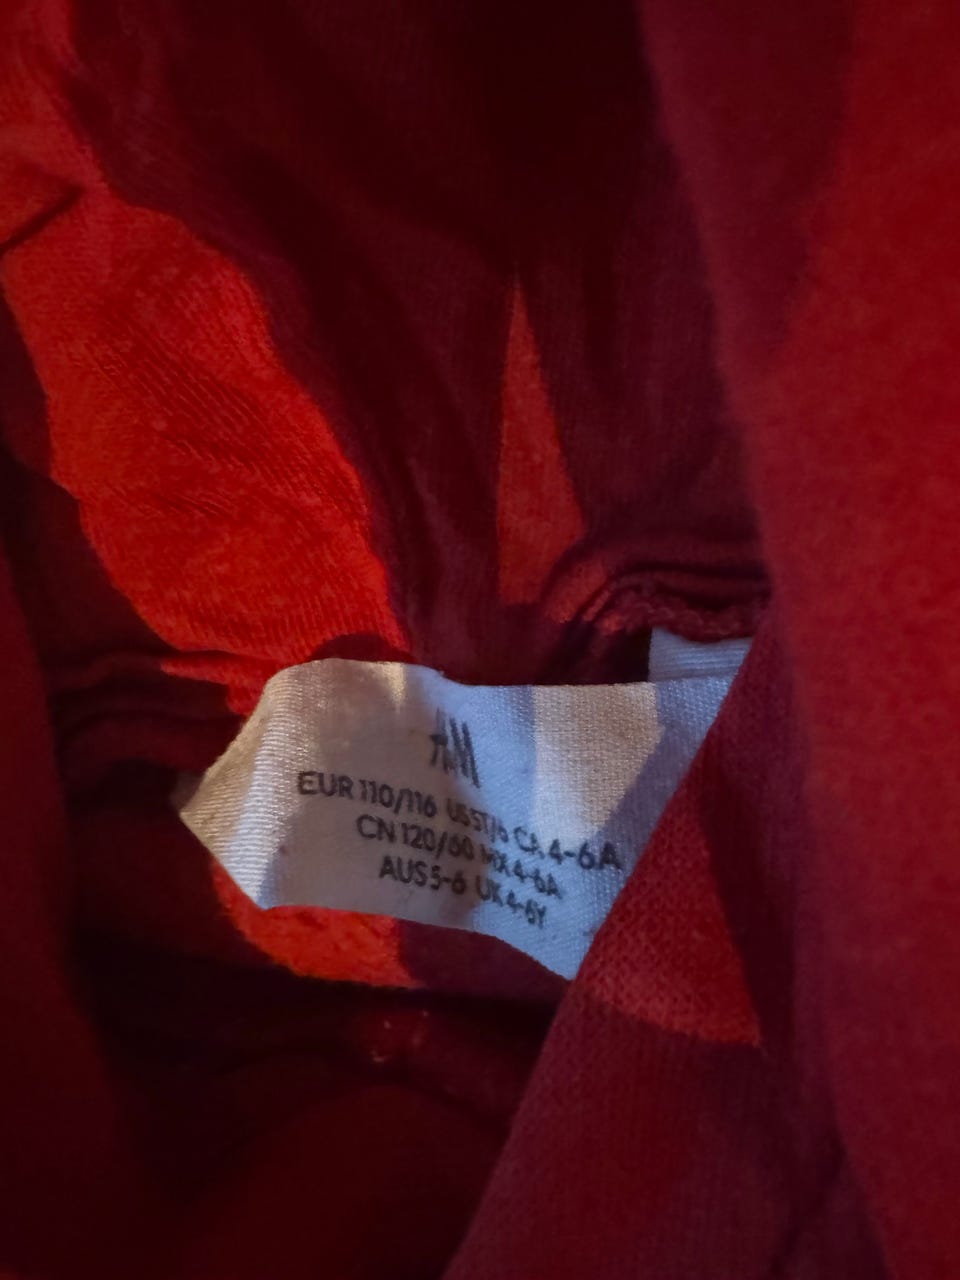 H&M
EUR 110/116 US 5T/6 CA 4-6A
CN 120/60 MX 4-6A
AUS 5-6 UK 4-6Y